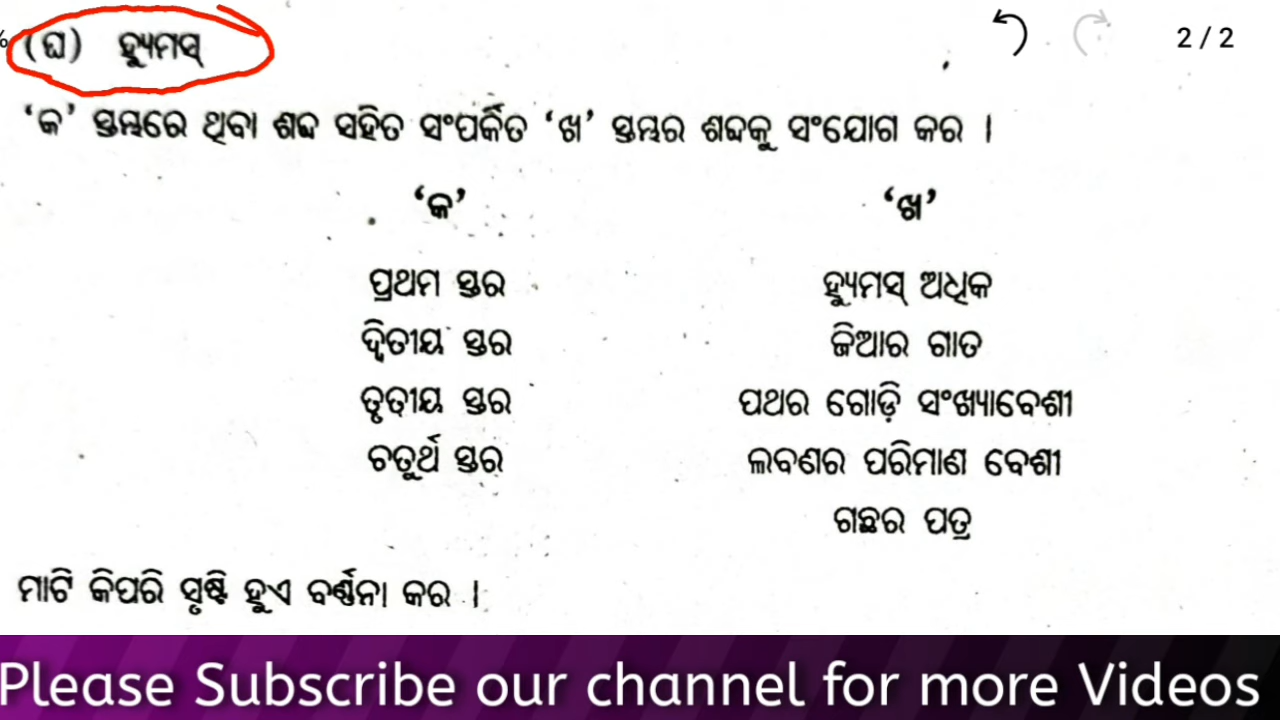 (ଘ) ହ୍ୟୁମସ୍
2 / 2
‘କ’ ସ୍ତମ୍ଭରେ ଥିବା ଶବ୍ଦ ସହିତ ସଂପର୍କିତ ‘ଖ’ ସ୍ତମ୍ଭର ଶବ୍ଦକୁ ସଂଯୋଗ କର ।
‘କ’ ‘ଖ’
ପ୍ରଥମ ସ୍ତର ହ୍ୟୁମସ୍ ଅଧିକ
ଦ୍ୱିତୀୟ ସ୍ତର ଜିଆର ଗାତ
ତୃତୀୟ ସ୍ତର ପଥର ଗୋଡ଼ି ସଂଖ୍ୟାବେଶୀ
ଚତୁର୍ଥ ସ୍ତର ଲବଣର ପରିମାଣ ବେଶୀ
ଗଛର ପତ୍ର
ମାଟି କିପରି ସୃଷ୍ଟି ହୁଏ ବର୍ଣ୍ଣନା କର ।
Please Subscribe our channel for more Videos